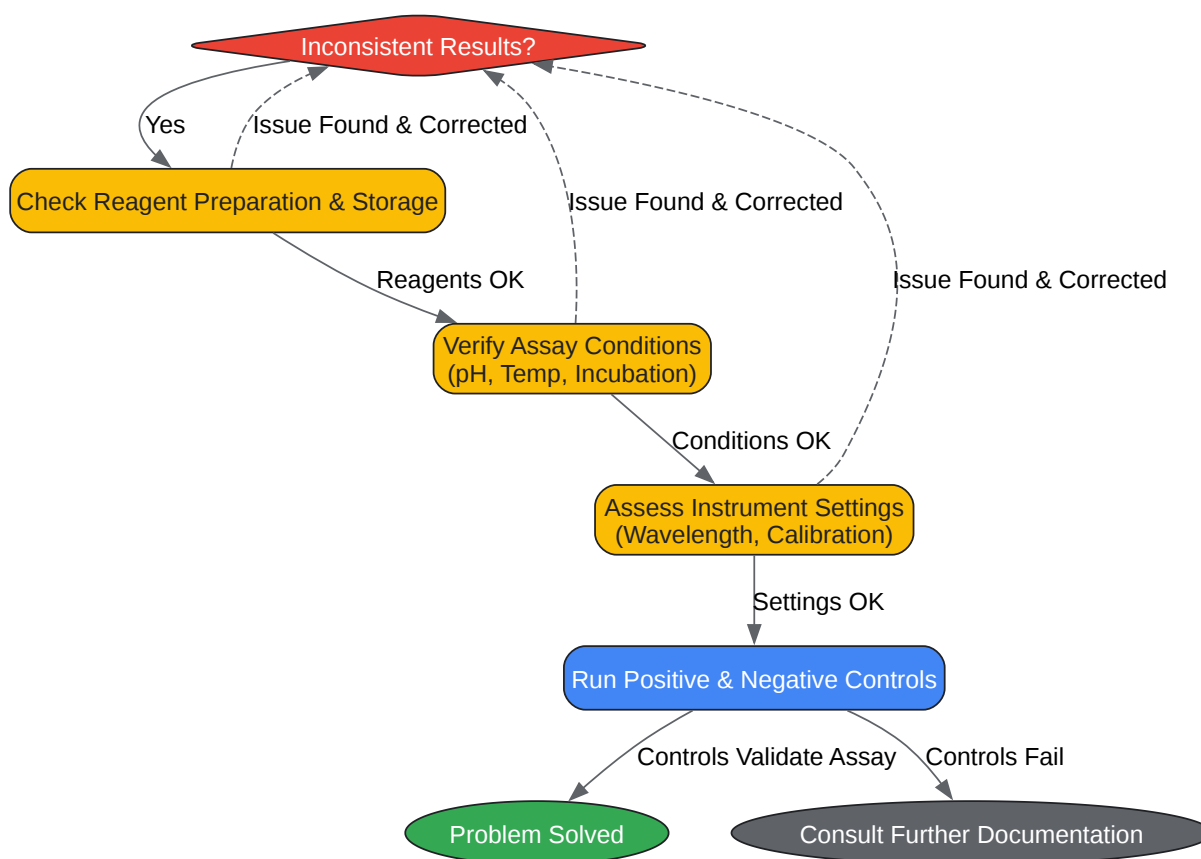 Inconsistent Results?
Yes
Issue Found & Corrected
Check Reagent Preparation & Storage
Issue Found & Corrected
Reagents OK
Issue Found & Corrected
Verify Assay Conditions
(pH, Temp, Incubation)
Conditions OK
Assess Instrument Settings
(Wavelength, Calibration)
Settings OK
Run Positive & Negative Controls
Controls Validate Assay
Controls Fail
Problem Solved
Consult Further Documentation